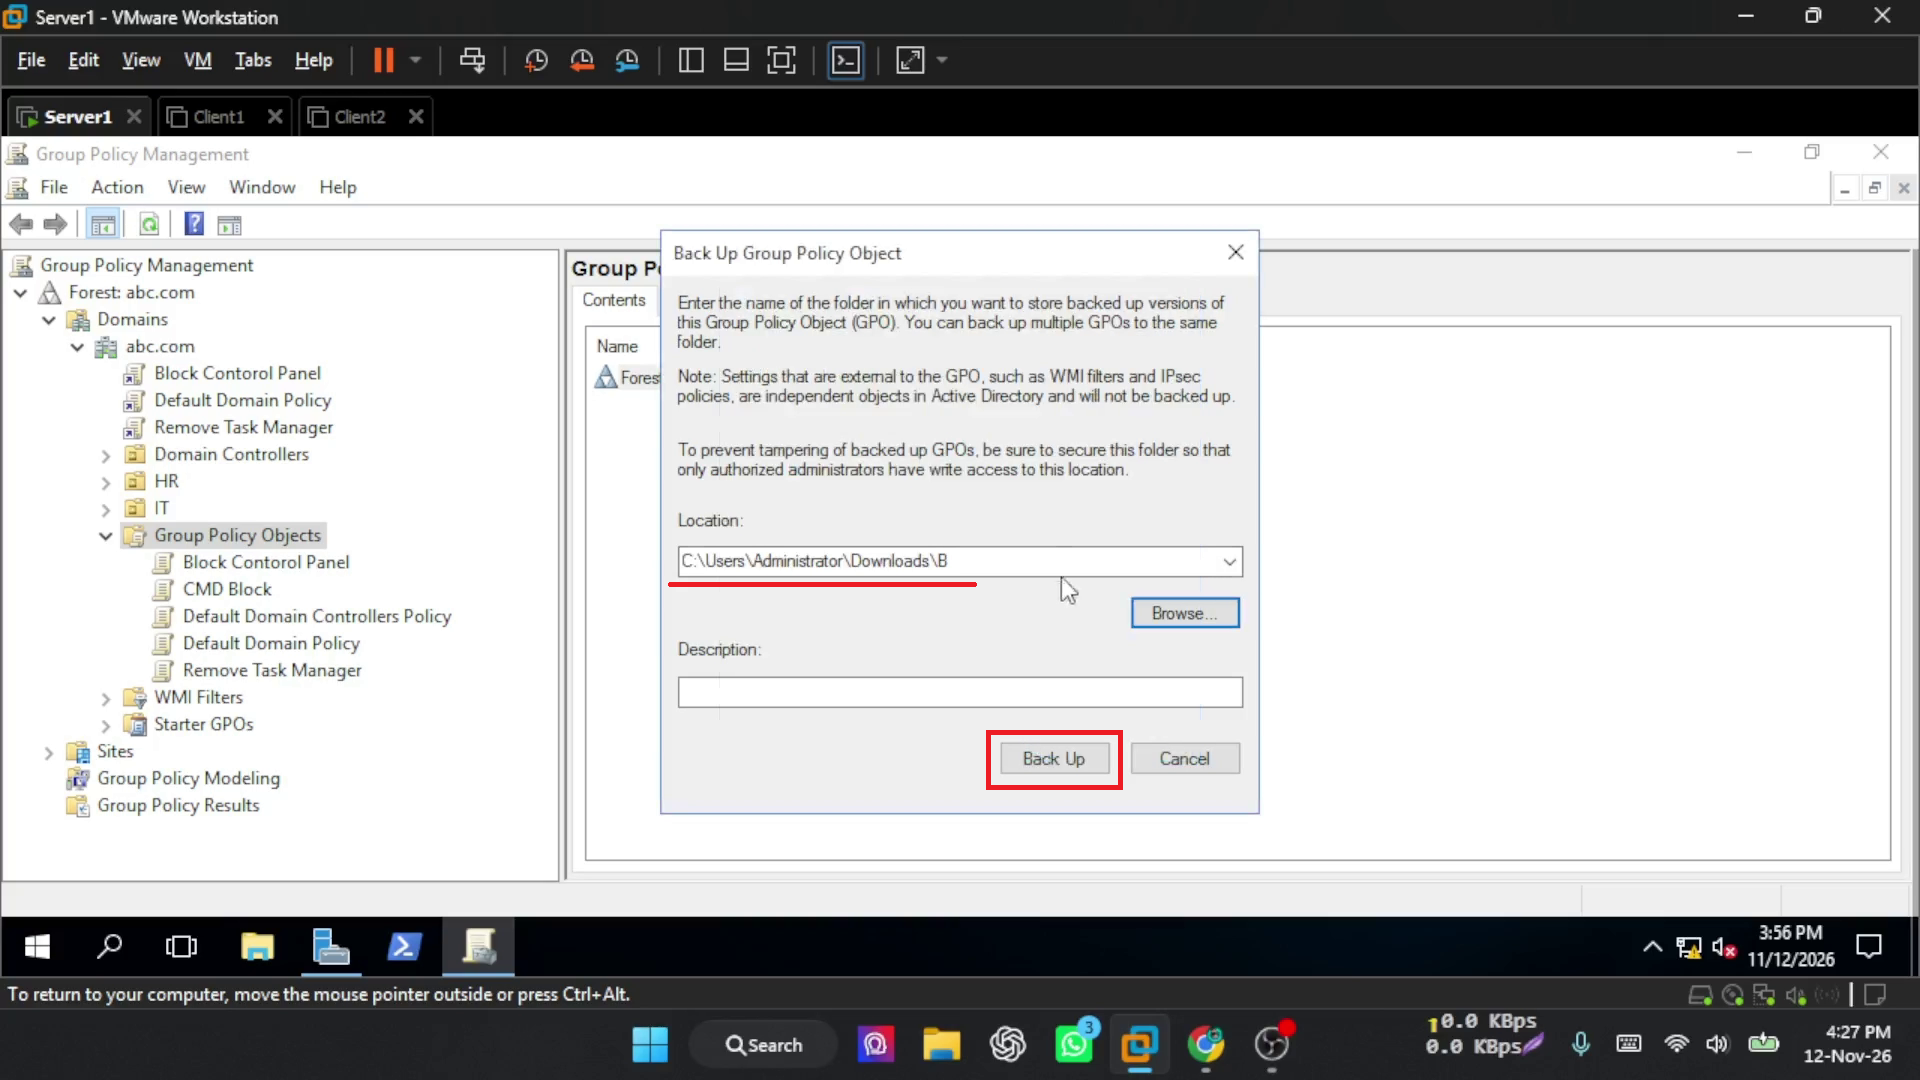 Server1 - VMware Workstation
File Edit View VM Tabs Help
Server1 Client1 Client2
Group Policy Management
File Action View Window Help
Group Policy Management
Forest: abc.com
Domains
abc.com
Block Contorol Panel
Default Domain Policy
Remove Task Manager
Domain Controllers
HR
IT
Group Policy Objects
Block Contorol Panel
CMD Block
Default Domain Controllers Policy
Default Domain Policy
Remove Task Manager
WMI Filters
Starter GPOs
Sites
Group Policy Modeling
Group Policy Results
Group P
Contents
Name
Fores
Back Up Group Policy Object
Enter the name of the folder in which you want to store backed up versions of
this Group Policy Object (GPO). You can back up multiple GPOs to the same
folder.
Note: Settings that are external to the GPO, such as WMI filters and IPsec
policies, are independent objects in Active Directory and will not be backed up.
To prevent tampering of backed up GPOs, be sure to secure this folder so that
only authorized administrators have write access to this location.
Location:
C:\Users\Administrator\Downloads\B
Browse...
Description:
Back Up Cancel
3:56 PM
11/12/2026
To return to your computer, move the mouse pointer outside or press Ctrl+Alt.
Search
3
0.0 KBps
0.0 KBps
4:27 PM
12-Nov-26